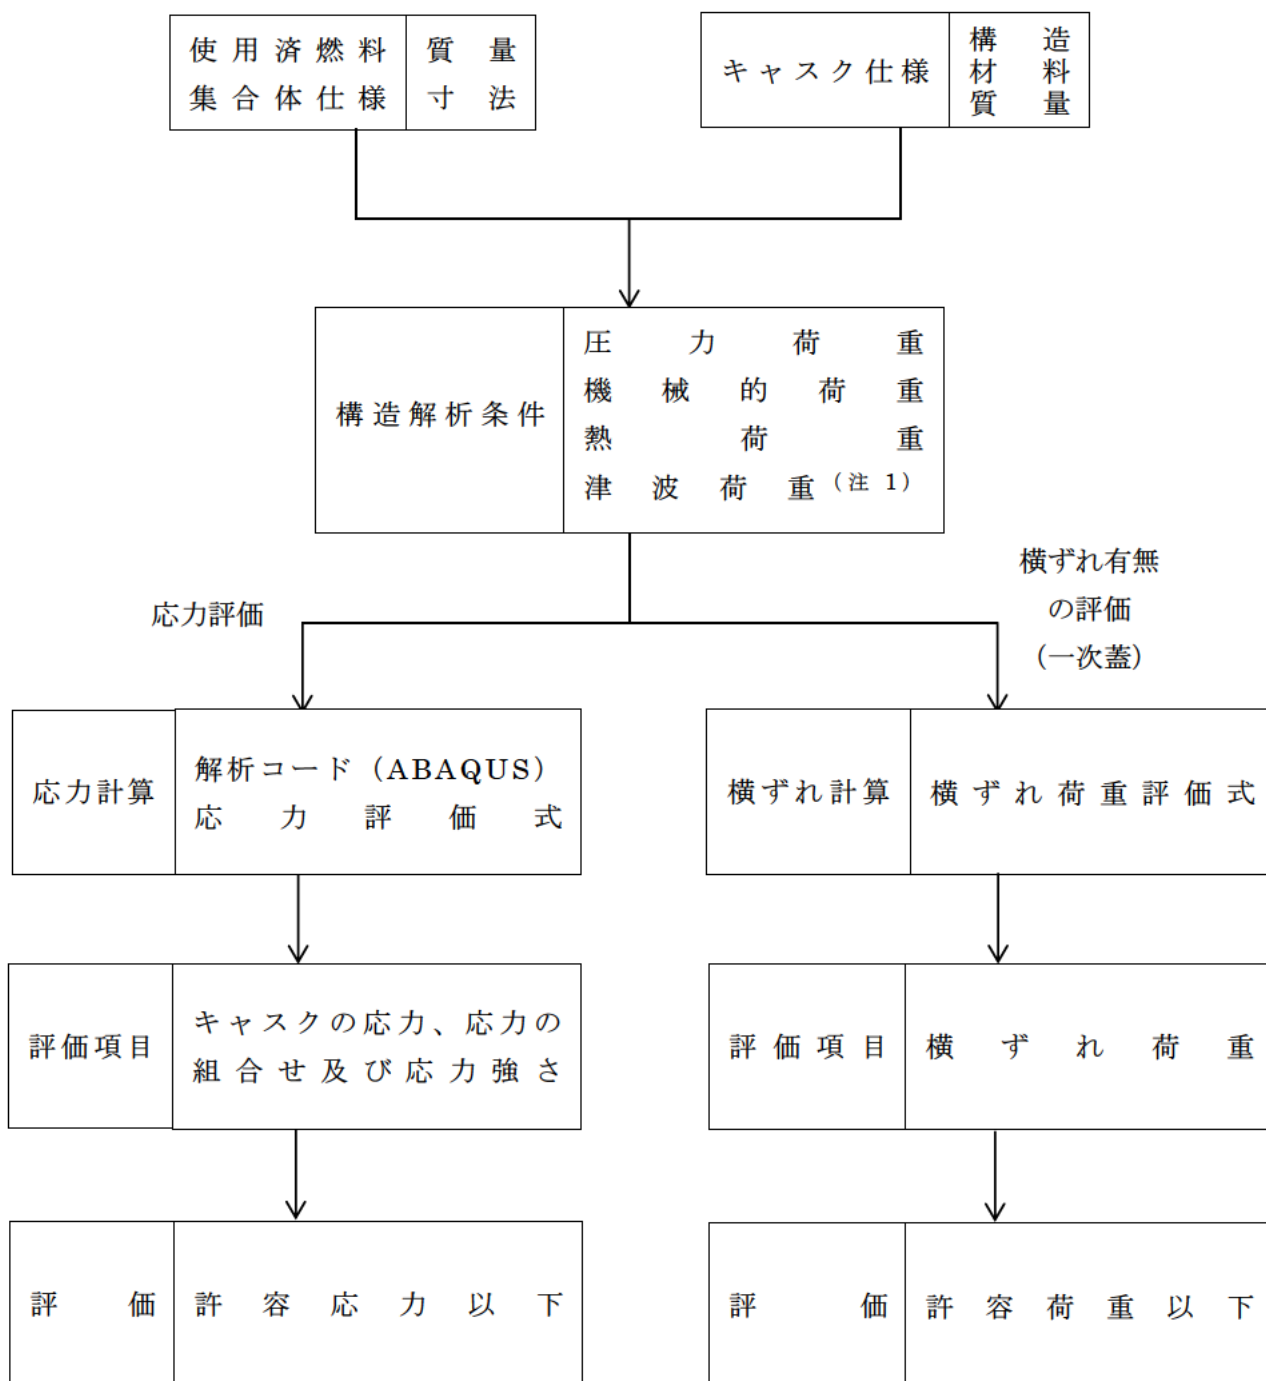 使用済燃料
集合体仕様
質量
寸法
キャスク仕様
構造
材料
質量
構造解析条件
圧力荷重
機械的荷重
熱荷重
津波荷重(注 1)
応力評価
横ずれ有無
の評価
(一次蓋)
応力計算
解析コード(ABAQUS)
応力評価式
横ずれ計算
横ずれ荷重評価式
評価項目
キャスクの応力、応力の
組合せ及び応力強さ
評価項目
横ずれ荷重
評価
許容応力以下
評価
許容荷重以下